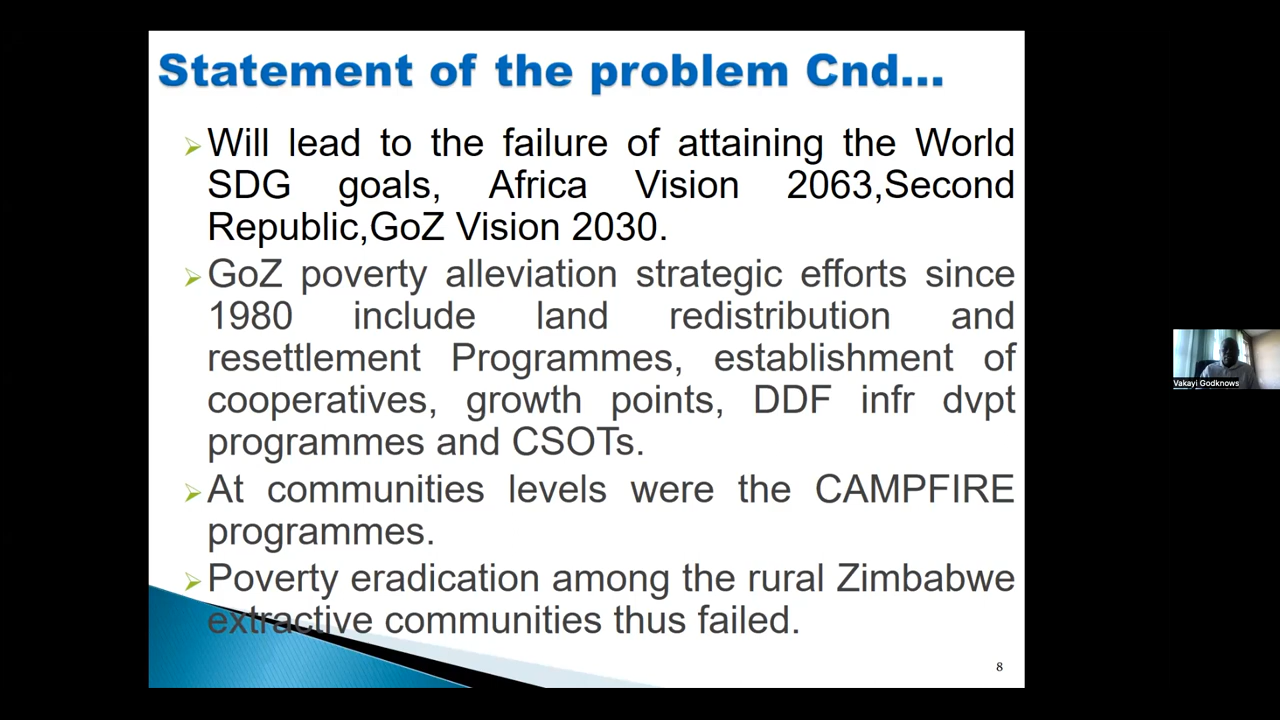 Statement of the problem Cnd...
Will lead to the failure of attaining the World
SDG goals, Africa Vision 2063,Second
Republic,GoZ Vision 2030.
GoZ poverty alleviation strategic efforts since
1980 include land redistribution and
resettlement Programmes, establishment of
cooperatives, growth points, DDF infr dvpt
programmes and CSOTs.
At communities levels were the CAMPFIRE
programmes.
Poverty eradication among the rural Zimbabwe
extractive communities thus failed.
8
Vakayi Godknows